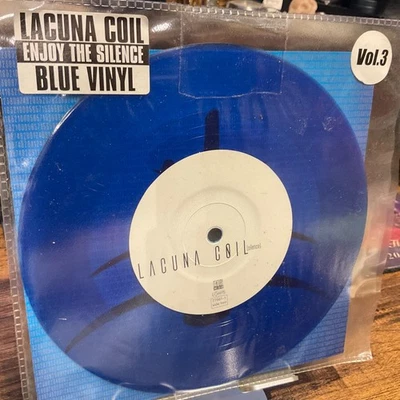 LACUNA COIL
ENJOY THE SILENCE
BLUE VINYL
Vol.3
LACUNA COIL